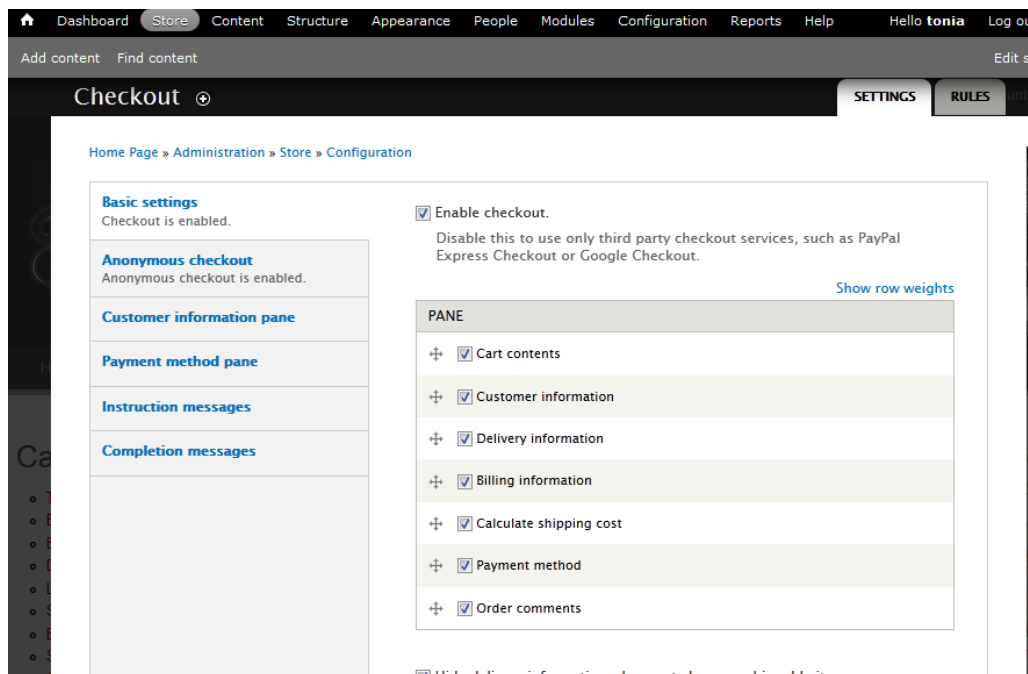 Dashboard Store Content Structure Appearance People Modules Configuration Reports Help Hello tonia Log
Add content Find content Edit
Checkout SETTINGS RULES
Home Page » Administration » Store » Configuration
Basic settings
Checkout is enabled.
Anonymous checkout
Anonymous checkout is enabled.
Customer information pane
Payment method pane
Instruction messages
Completion messages
Enable checkout.
Disable this to use only third party checkout services, such as PayPal
Express Checkout or Google Checkout.
Show row weights
PANE
Cart contents
Customer information
Delivery information
Billing information
Calculate shipping cost
Payment method
Order comments